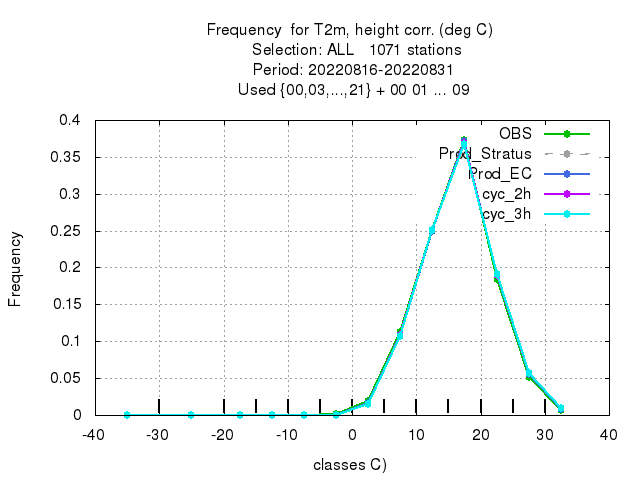 Frequency  for T2m, height corr. (deg C)
Selection: ALL   1071 stations
Period: 20220816-20220831
Used {00,03,...,21} + 00 01 ... 09
OBS
Prod_Stratus
Prod_EC
cyc_2h
cyc_3h
0.4
0.35
0.3
0.25
0.2
0.15
0.1
0.05
0
Frequency
-40 -30 -20 -10 0 10 20 30 40
classes C)